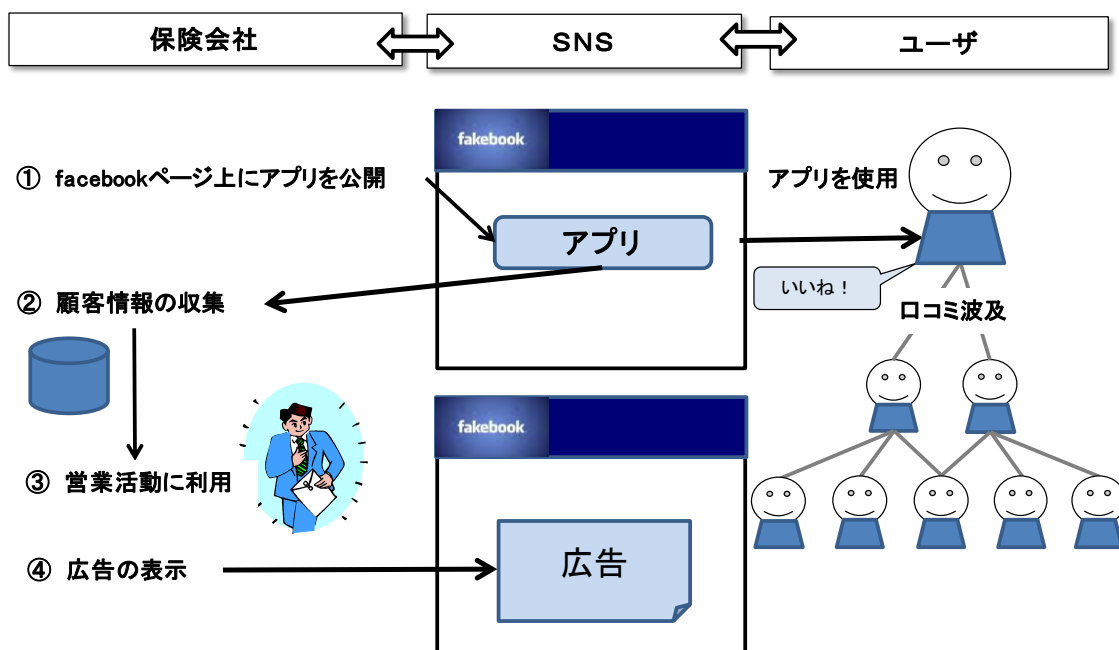 保険会社
SNS
ユーザ
fakebook
① facebookページ上にアプリを公開
アプリを使用
アプリ
いいね！
② 顧客情報の収集
口コミ波及
fakebook
③ 営業活動に利用
④ 広告の表示
広告